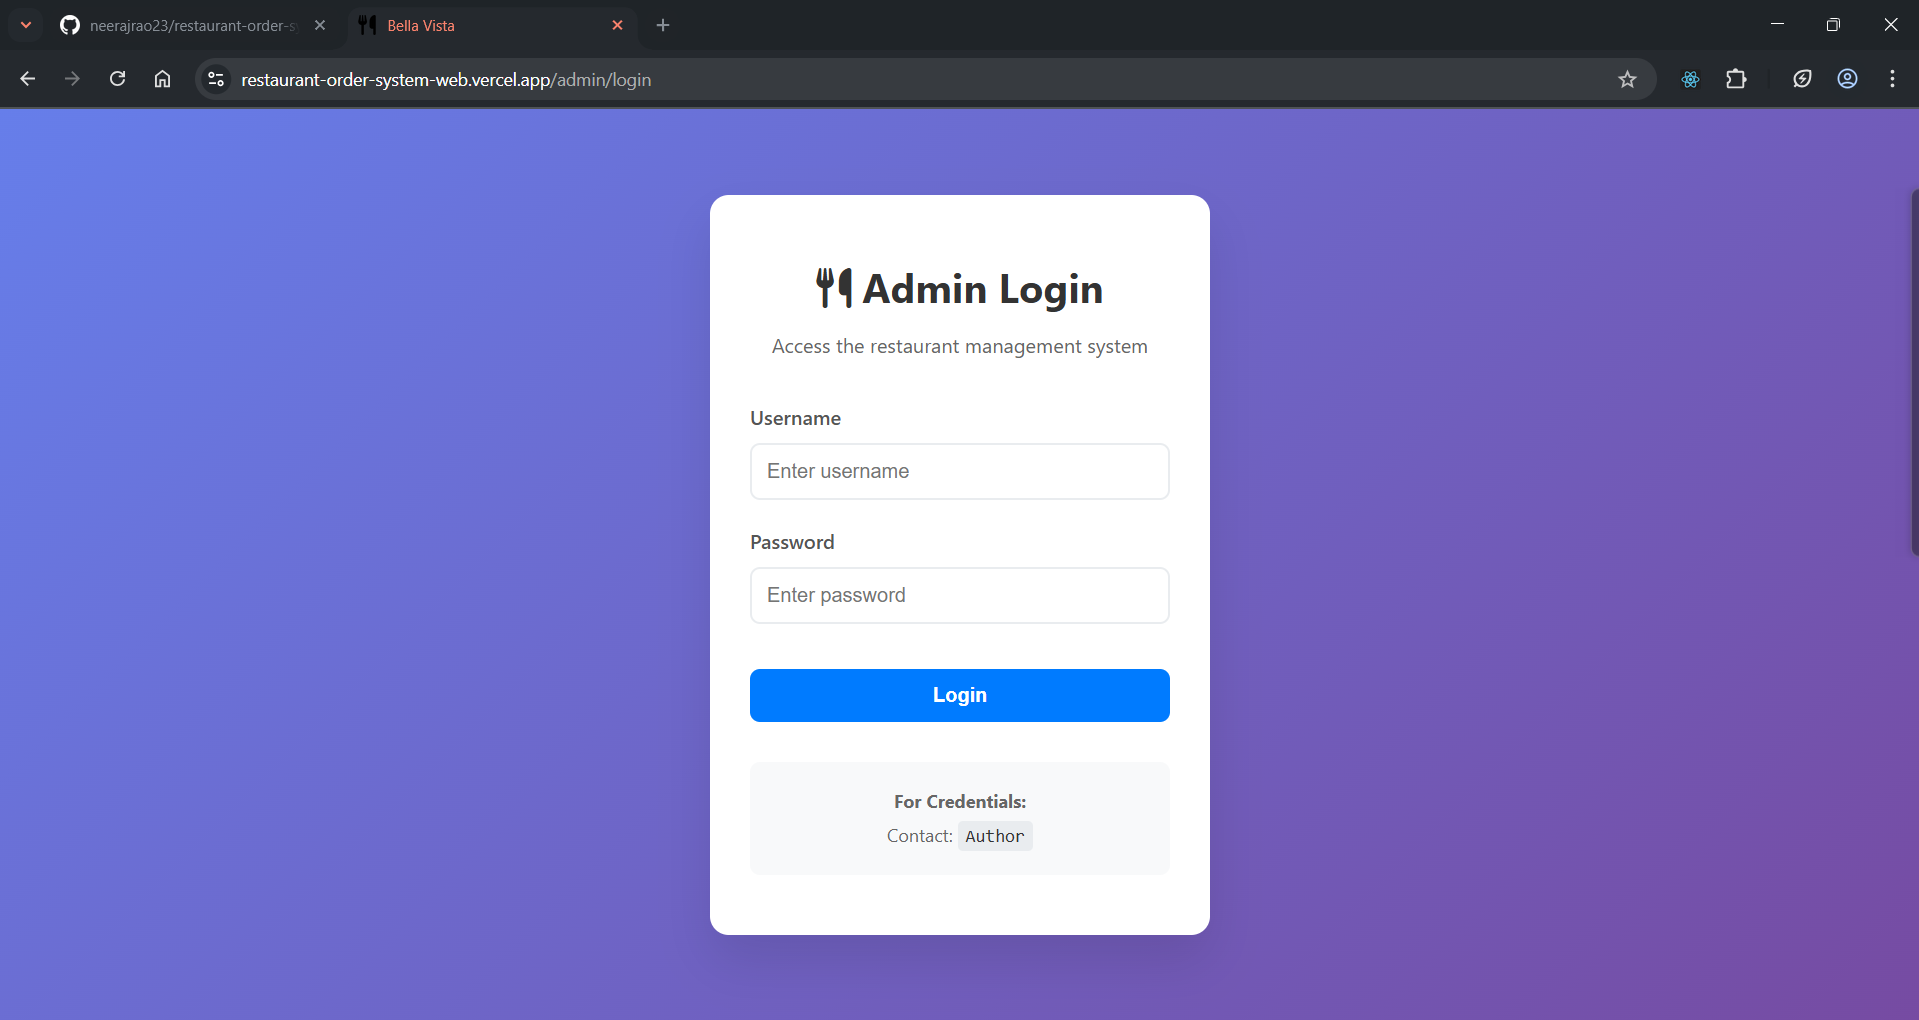 neerajrao23/restaurant-order-s
Bella Vista
restaurant-order-system-web.vercel.app/admin/login
Admin Login
Access the restaurant management system
Username
Enter username
Password
Enter password
Login
For Credentials:
Contact: Author